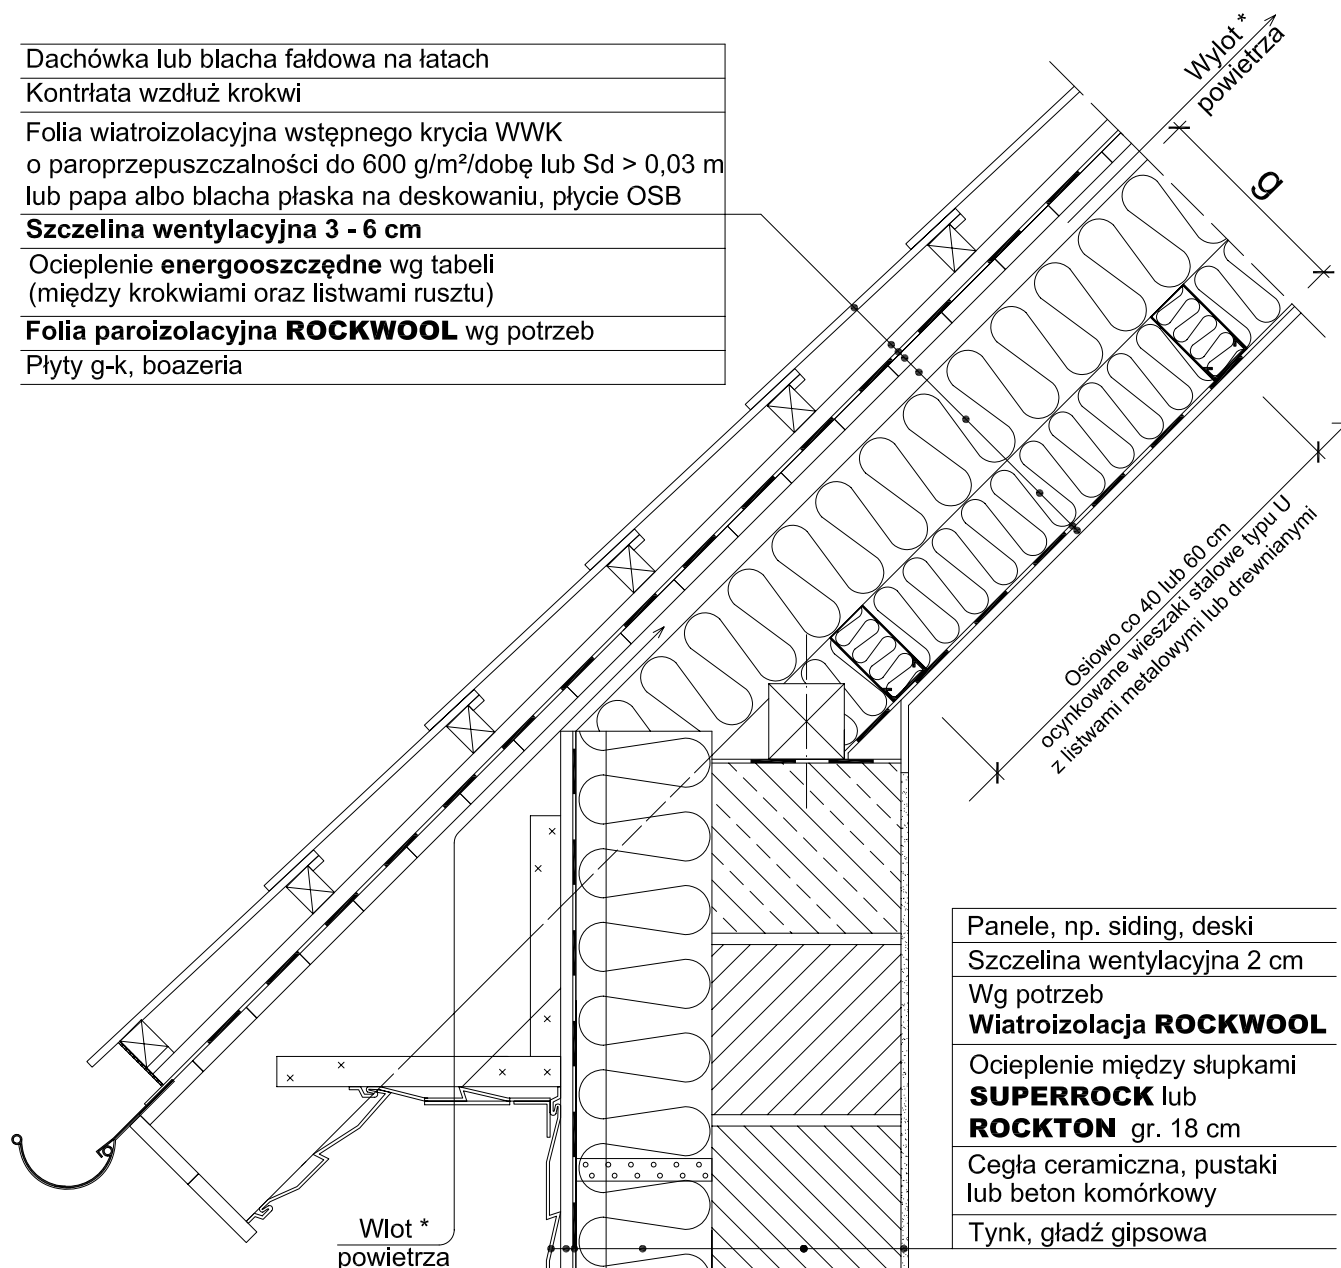 Dachówka lub blacha fałdowa na łatach
Kontrłata wzdłuż krokwi
Folia wiatroizolacyjna wstępnego krycia WWK
o paroprzepuszczalności do 600 g/m²/dobę lub Sd > 0,03 m
lub papa albo blacha płaska na deskowaniu, płycie OSB
Szczelina wentylacyjna 3 - 6 cm
Ocieplenie energooszczędne wg tabeli
(między krokwiami oraz listwami rusztu)
Folia paroizolacyjna ROCKWOOL wg potrzeb
Płyty g-k, boazeria
Wylot *
powietrza
g
Osiowo co 40 lub 60 cm
ocynkowane wieszaki stalowe typu U
z listwami metalowymi lub drewnianymi
Panele, np. siding, deski
Szczelina wentylacyjna 2 cm
Wg potrzeb
Wiatroizolacja ROCKWOOL
Ocieplenie między słupkami
SUPERROCK lub
ROCKTON gr. 18 cm
Cegła ceramiczna, pustaki
lub beton komórkowy
Tynk, gładź gipsowa
Wlot *
powietrza